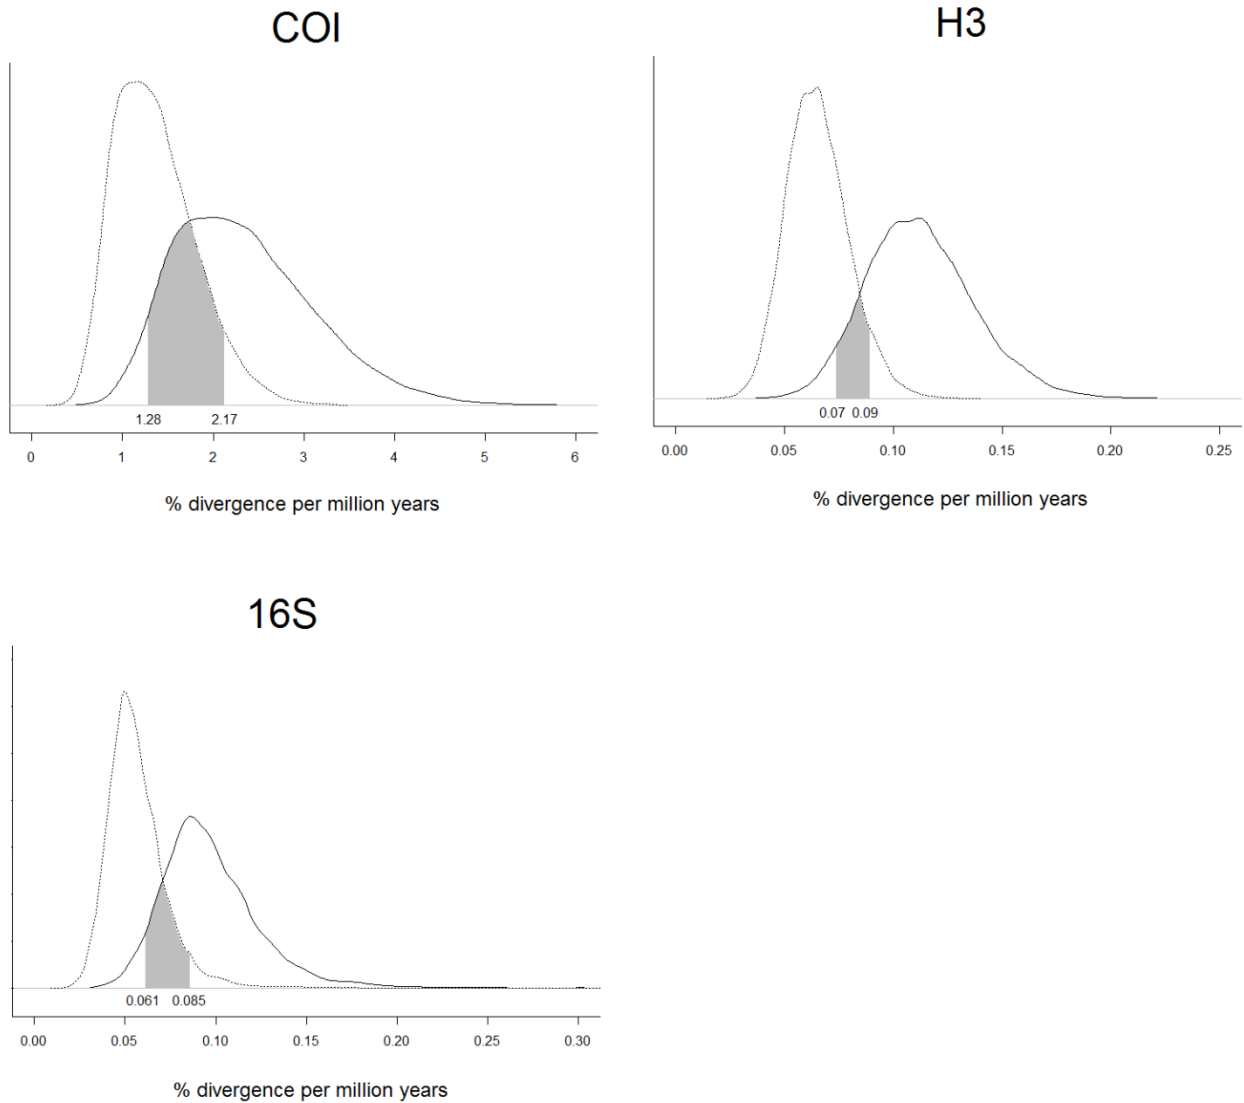 COI
1.28 2.17
0 1 2 3 4 5 6
% divergence per million years
H3
0.07 0.09
0.00 0.05 0.10 0.15 0.20 0.25
% divergence per million years
16S
0.061 0.085
0.00 0.05 0.10 0.15 0.20 0.25 0.30
% divergence per million years